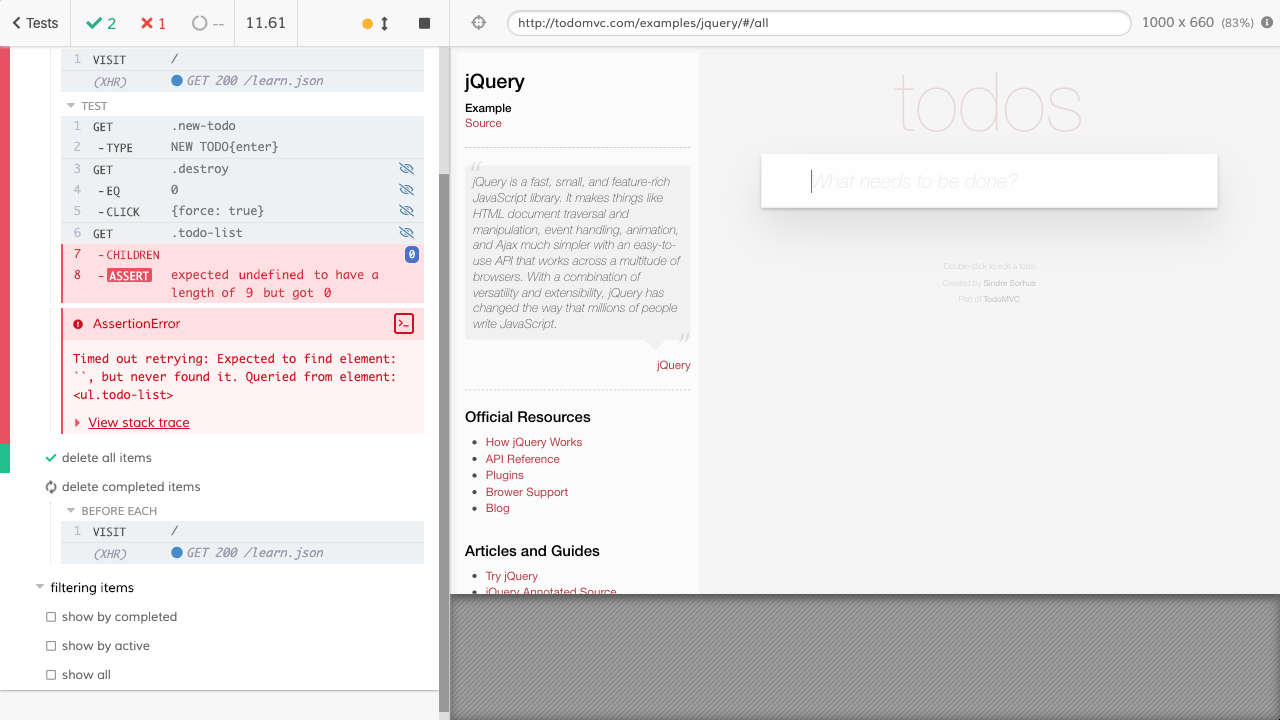 Tests
2
1
--
11.61
http://todomvc.com/examples/jquery/#/all
1000 x 660 (83%)
1 VISIT /
(XHR) GET 200 /learn.json
TEST
1 GET .new-todo
2 -TYPE NEW TODO{enter}
3 GET .destroy
4 -EQ 0
5 -CLICK {force: true}
6 GET .todo-list
7 -CHILDREN 0
8 -ASSERT expected undefined to have a
length of 9 but got 0
AssertionError
Timed out retrying: Expected to find element:
``, but never found it. Queried from element:
<ul.todo-list>
View stack trace
delete all items
delete completed items
BEFORE EACH
1 VISIT /
(XHR) GET 200 /learn.json
filtering items
show by completed
show by active
show all
jQuery
Example
Source
“
jQuery is a fast, small, and feature-rich
JavaScript library. It makes things like
HTML document traversal and
manipulation, event handling, animation,
and Ajax much simpler with an easy-to-
use API that works across a multitude of
browsers. With a combination of
versatility and extensibility, jQuery has
changed the way that millions of people
write JavaScript.
”
jQuery
Official Resources
• How jQuery Works
• API Reference
• Plugins
• Brower Support
• Blog
Articles and Guides
• Try jQuery
• jQuery Annotated Source
todos
What needs to be done?
Double-click to edit a todo
Created by Sindre Sorhus
Part of TodoMVC